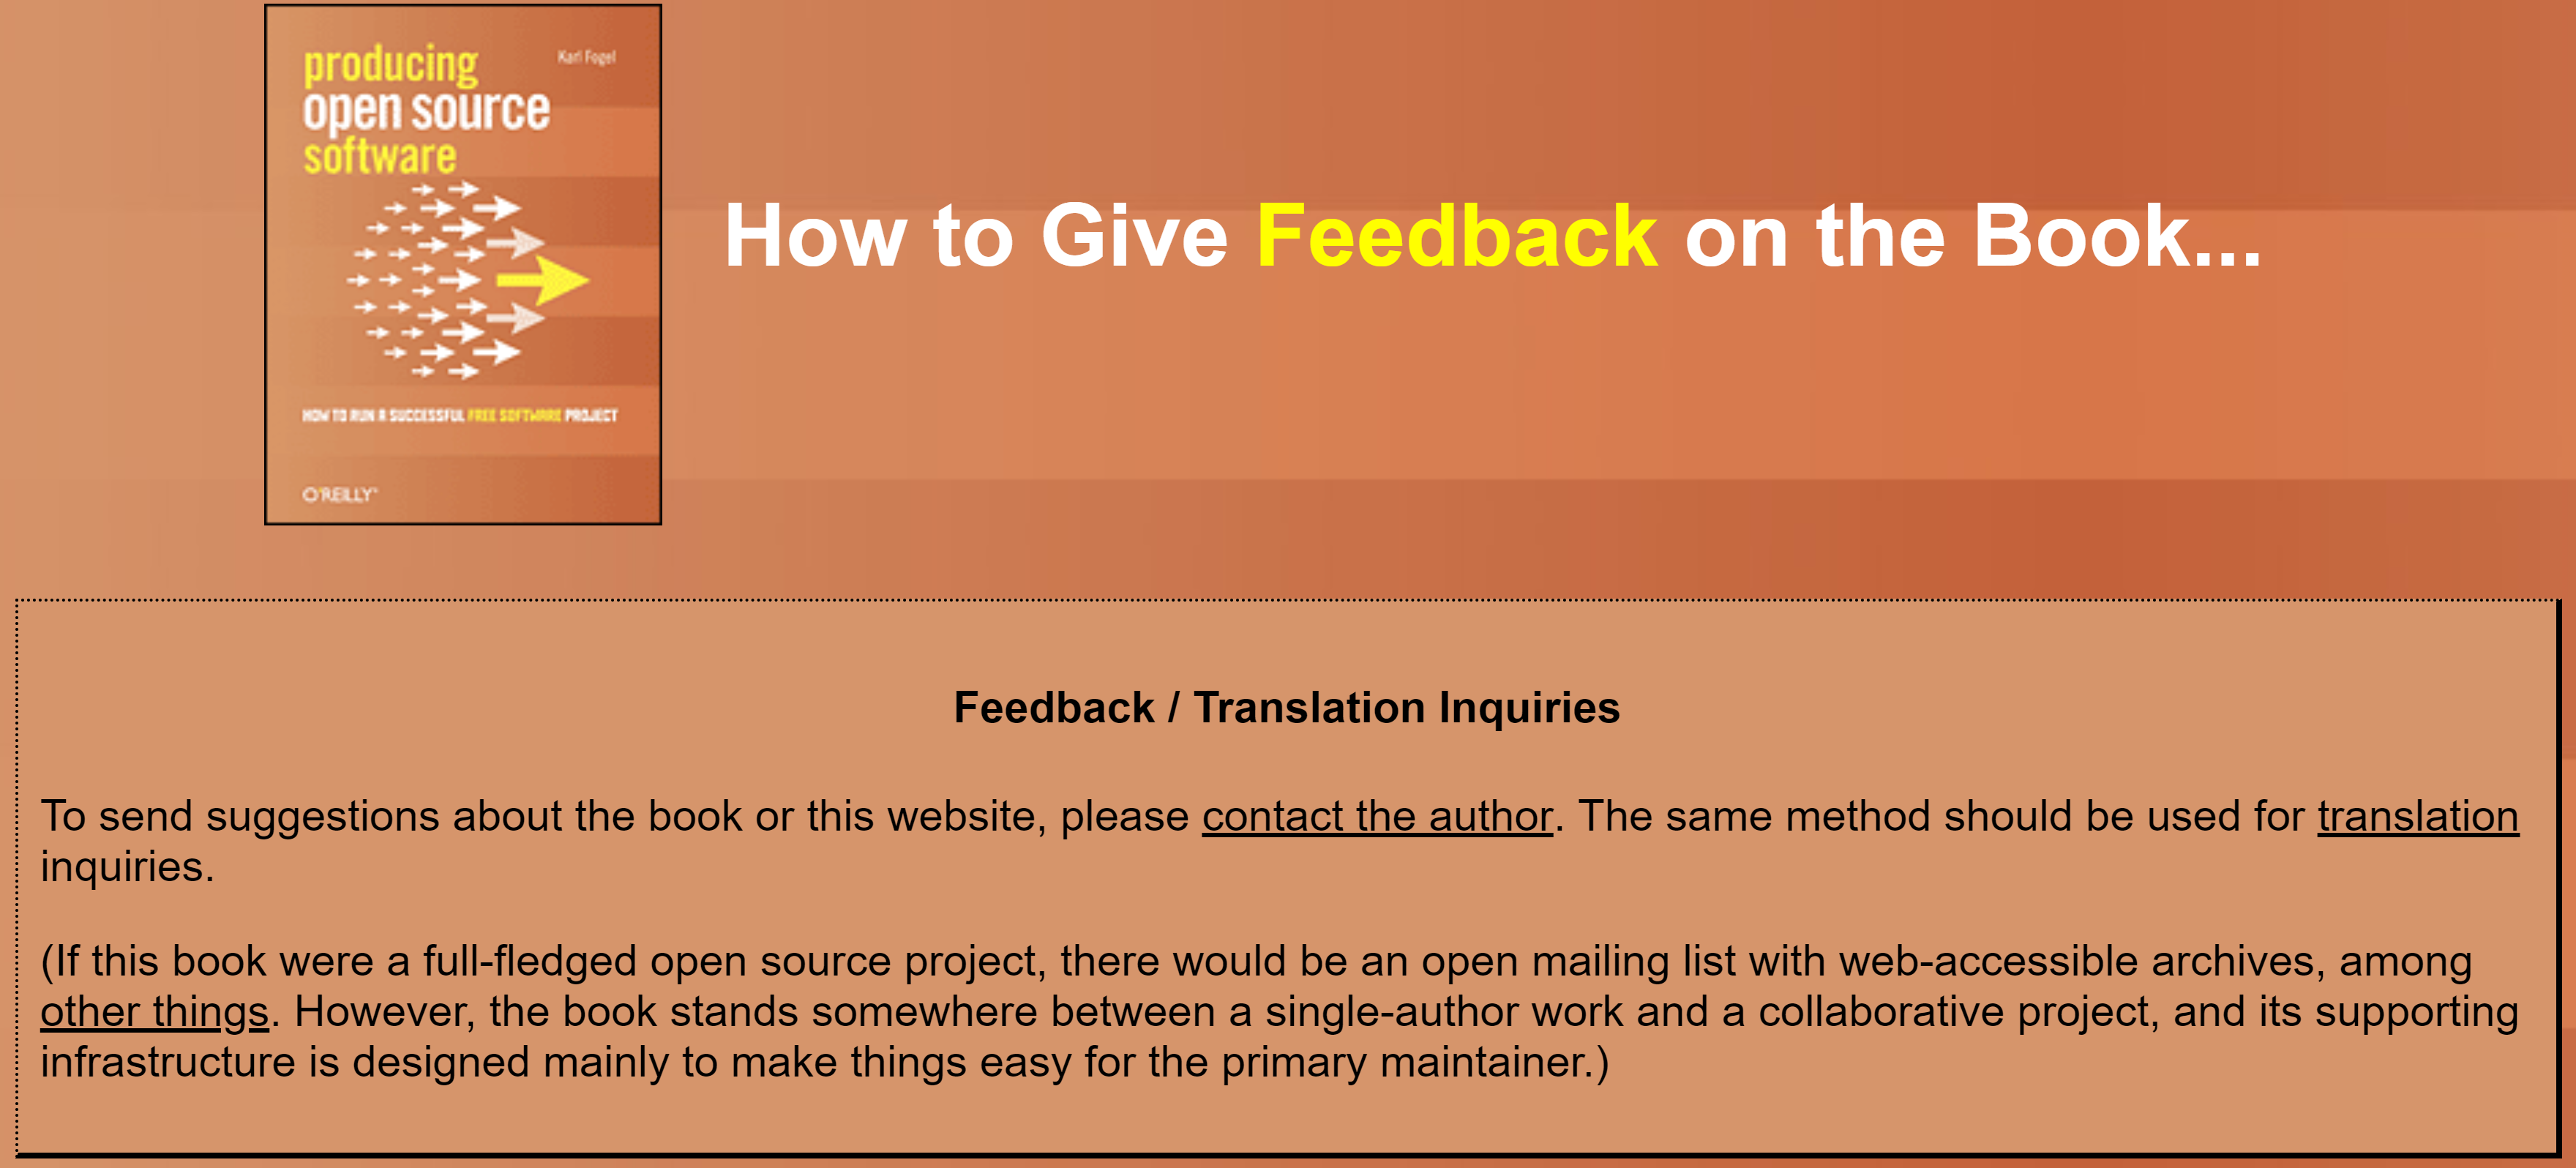 producing
Karl Fogel
open source
software
HOW TO RUN A SUCCESSFUL FREE SOFTWARE PROJECT
O'REILLY™
How to Give Feedback on the Book...
Feedback / Translation Inquiries
To send suggestions about the book or this website, please contact the author. The same method should be used for translation
inquiries.
(If this book were a full-fledged open source project, there would be an open mailing list with web-accessible archives, among
other things. However, the book stands somewhere between a single-author work and a collaborative project, and its supporting
infrastructure is designed mainly to make things easy for the primary maintainer.)